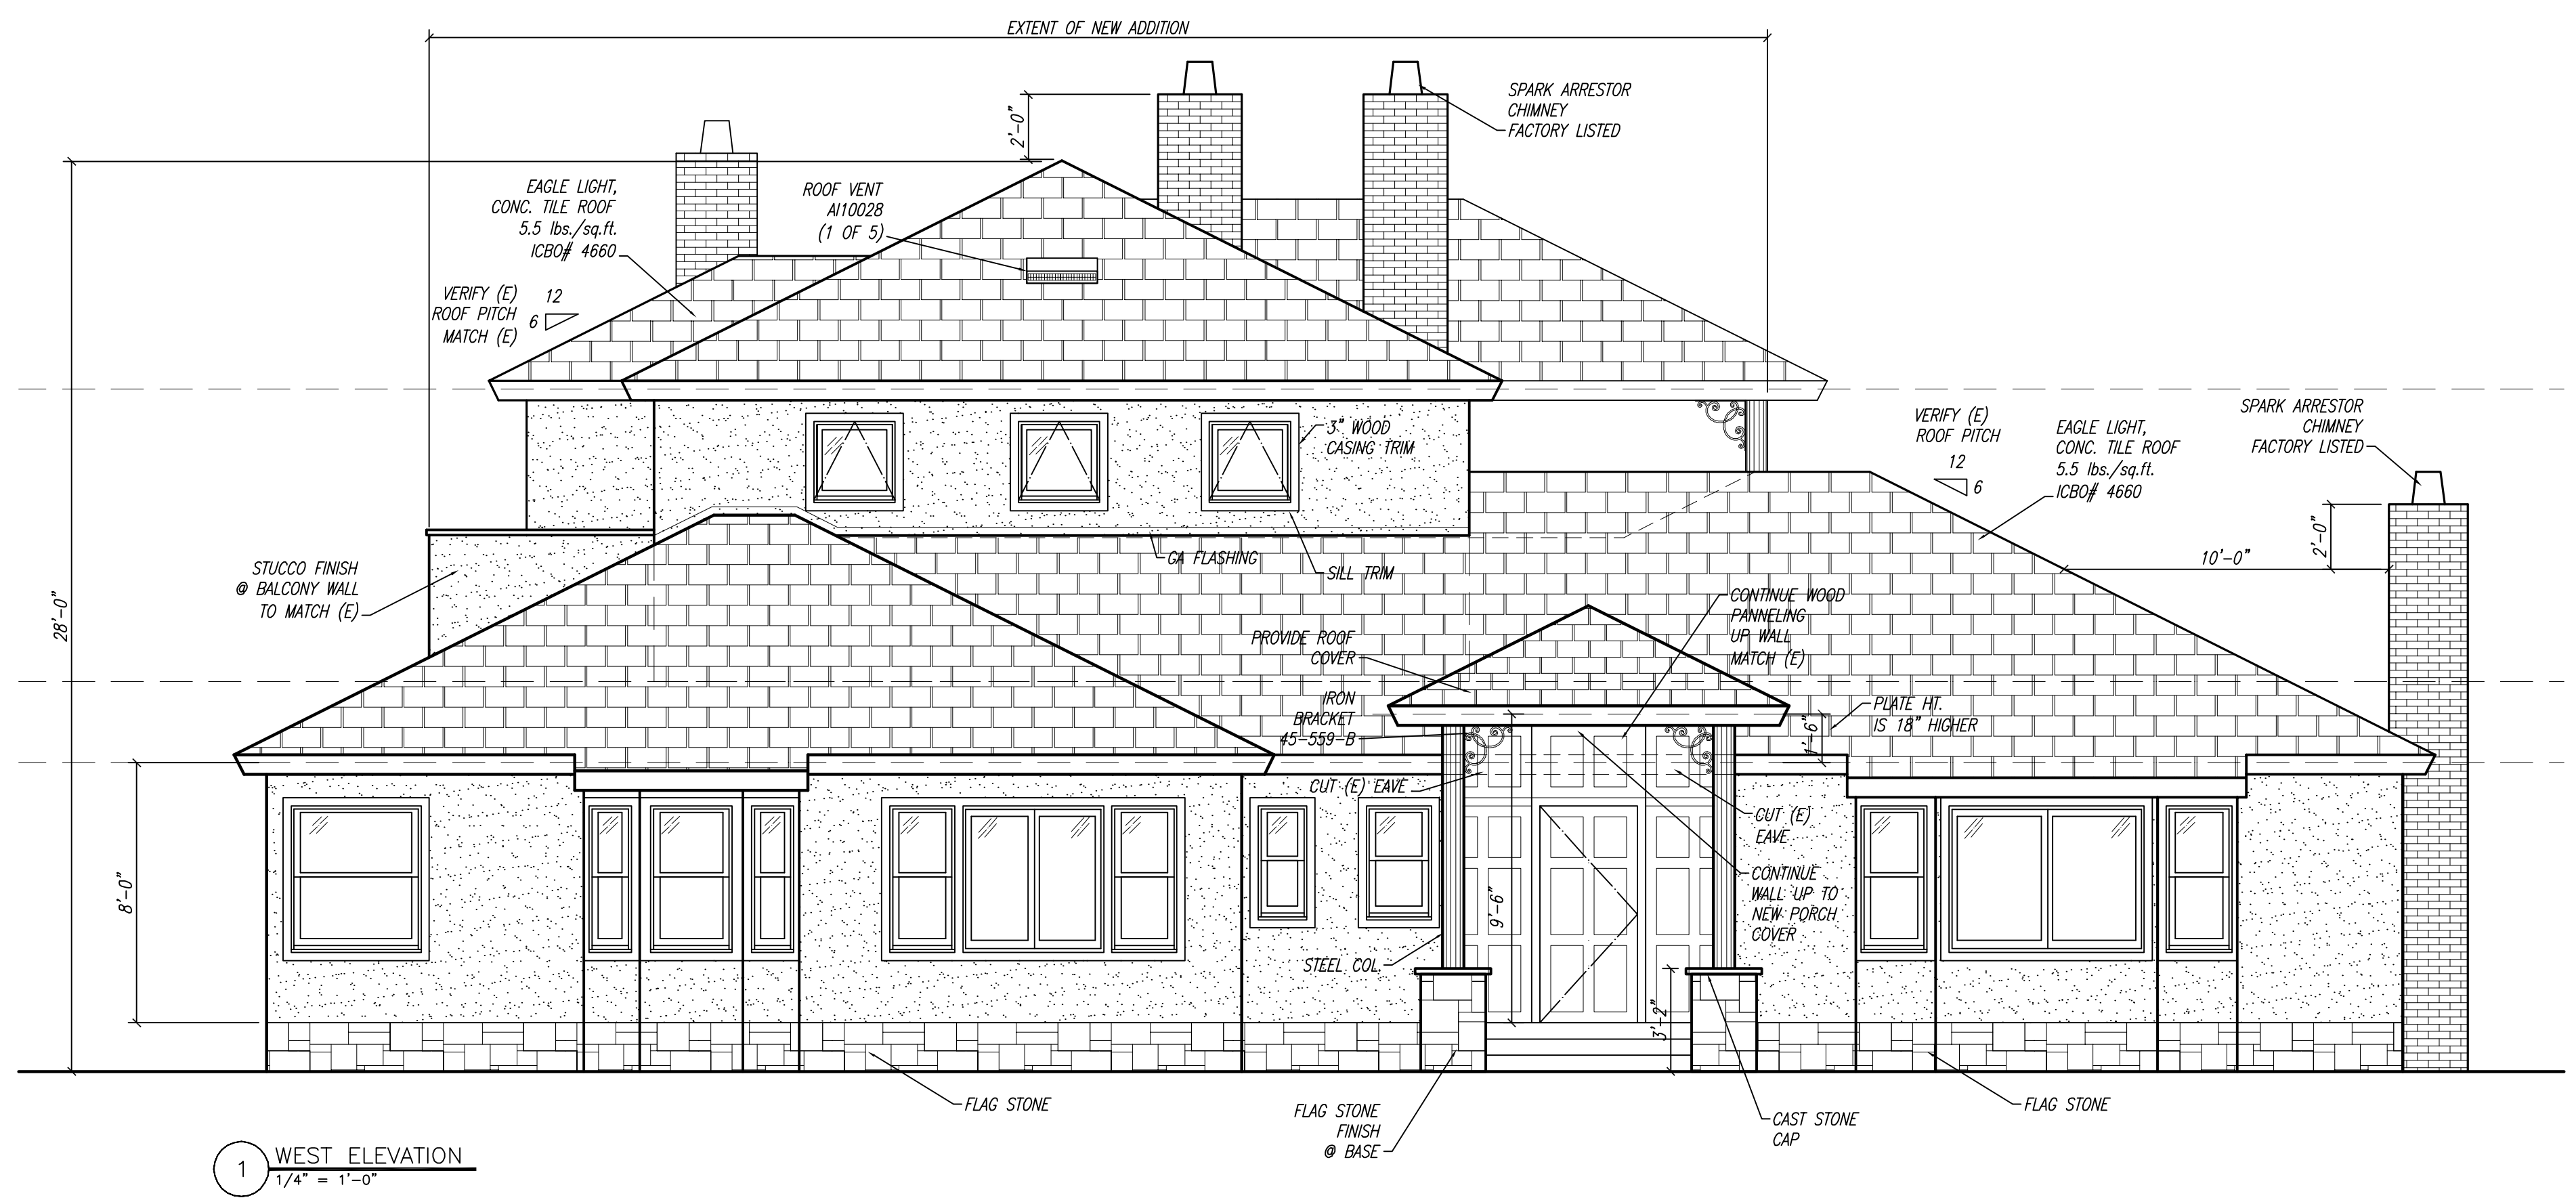 EXTENT OF NEW ADDITION
SPARK ARRESTOR
CHIMNEY
FACTORY LISTED
2'-0"
EAGLE LIGHT,
CONC. TILE ROOF
5.5 lbs./sq.ft.
ICBO# 4660
ROOF VENT
AI10028
(1 OF 5)
VERIFY (E)
ROOF PITCH
MATCH (E)
12
6
3" WOOD
CASING TRIM
VERIFY (E)
ROOF PITCH
12
6
EAGLE LIGHT,
CONC. TILE ROOF
5.5 lbs./sq.ft.
ICBO# 4660
SPARK ARRESTOR
CHIMNEY
FACTORY LISTED
2'-0"
10'-0"
GA FLASHING
SILL TRIM
STUCCO FINISH
@ BALCONY WALL
TO MATCH (E)
28'-0"
CONTINUE WOOD
PANNELING
UP WALL
MATCH (E)
PROVIDE ROOF
COVER
IRON
BRACKET
45-559-B
PLATE HT.
IS 18" HIGHER
1'-6"
CUT (E) EAVE
CUT (E)
EAVE
8'-0"
9'-6"
CONTINUE
WALL UP TO
NEW PORCH
COVER
STEEL COL.
3'-2"
FLAG STONE
FLAG STONE
FINISH
@ BASE
CAST STONE
CAP
FLAG STONE
1
WEST ELEVATION
1/4" = 1'-0"